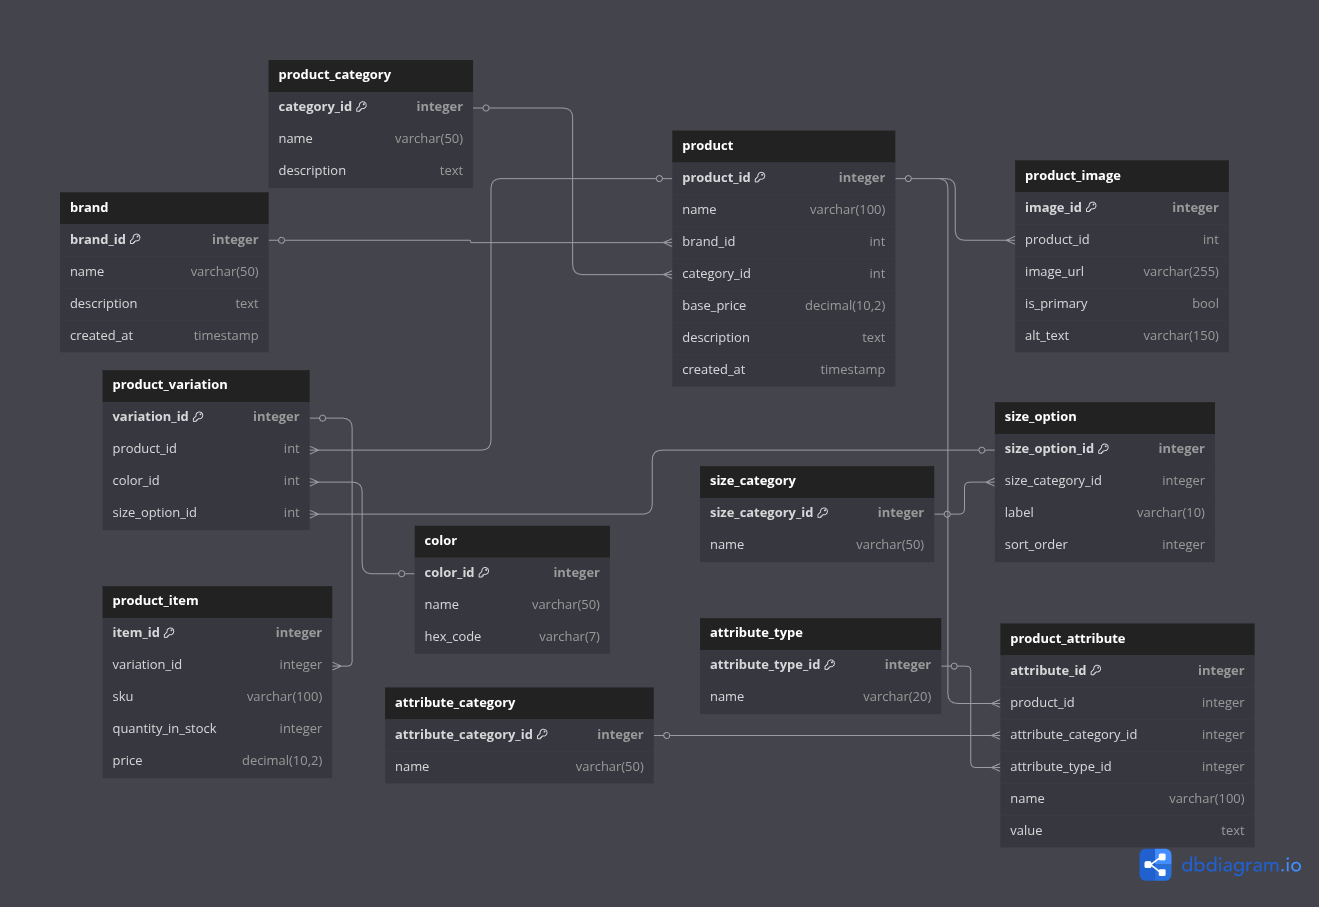 product_category
category_id integer
name varchar(50)
description text
brand
brand_id integer
name varchar(50)
description text
created_at timestamp
product
product_id integer
name varchar(100)
brand_id int
category_id int
base_price decimal(10,2)
description text
created_at timestamp
product_image
image_id integer
product_id int
image_url varchar(255)
is_primary bool
alt_text varchar(150)
product_variation
variation_id integer
product_id int
color_id int
size_option_id int
size_option
size_option_id integer
size_category_id integer
label varchar(10)
sort_order integer
size_category
size_category_id integer
name varchar(50)
color
color_id integer
name varchar(50)
hex_code varchar(7)
product_item
item_id integer
variation_id integer
sku varchar(100)
quantity_in_stock integer
price decimal(10,2)
attribute_type
attribute_type_id integer
name varchar(20)
attribute_category
attribute_category_id integer
name varchar(50)
product_attribute
attribute_id integer
product_id integer
attribute_category_id integer
attribute_type_id integer
name varchar(100)
value text
dbdiagram.io